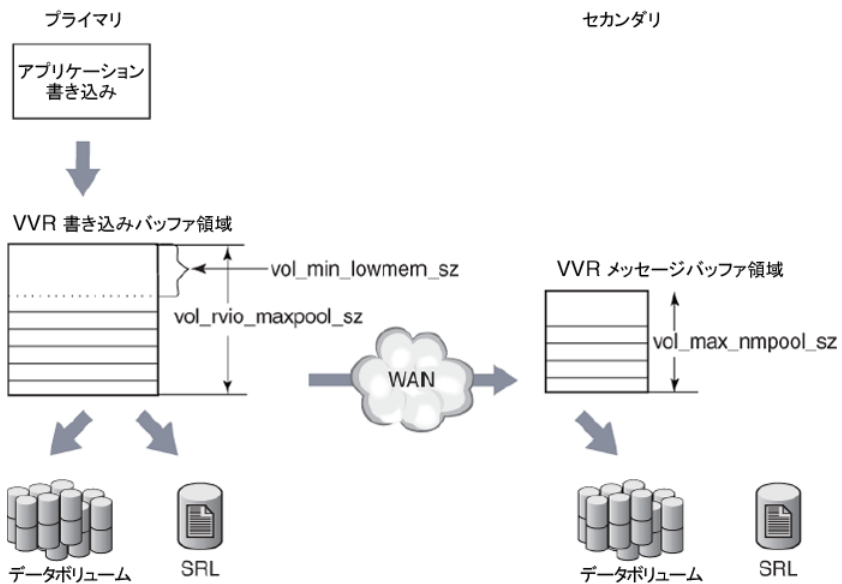 プライマリ
セカンダリ
アプリケーション
書き込み
VVR 書き込みバッファ領域
vol_min_lowmem_sz
VVR メッセージバッファ領域
vol_rvio_maxpool_sz
vol_max_nmpool_sz
WAN
データボリューム
SRL
データボリューム
SRL